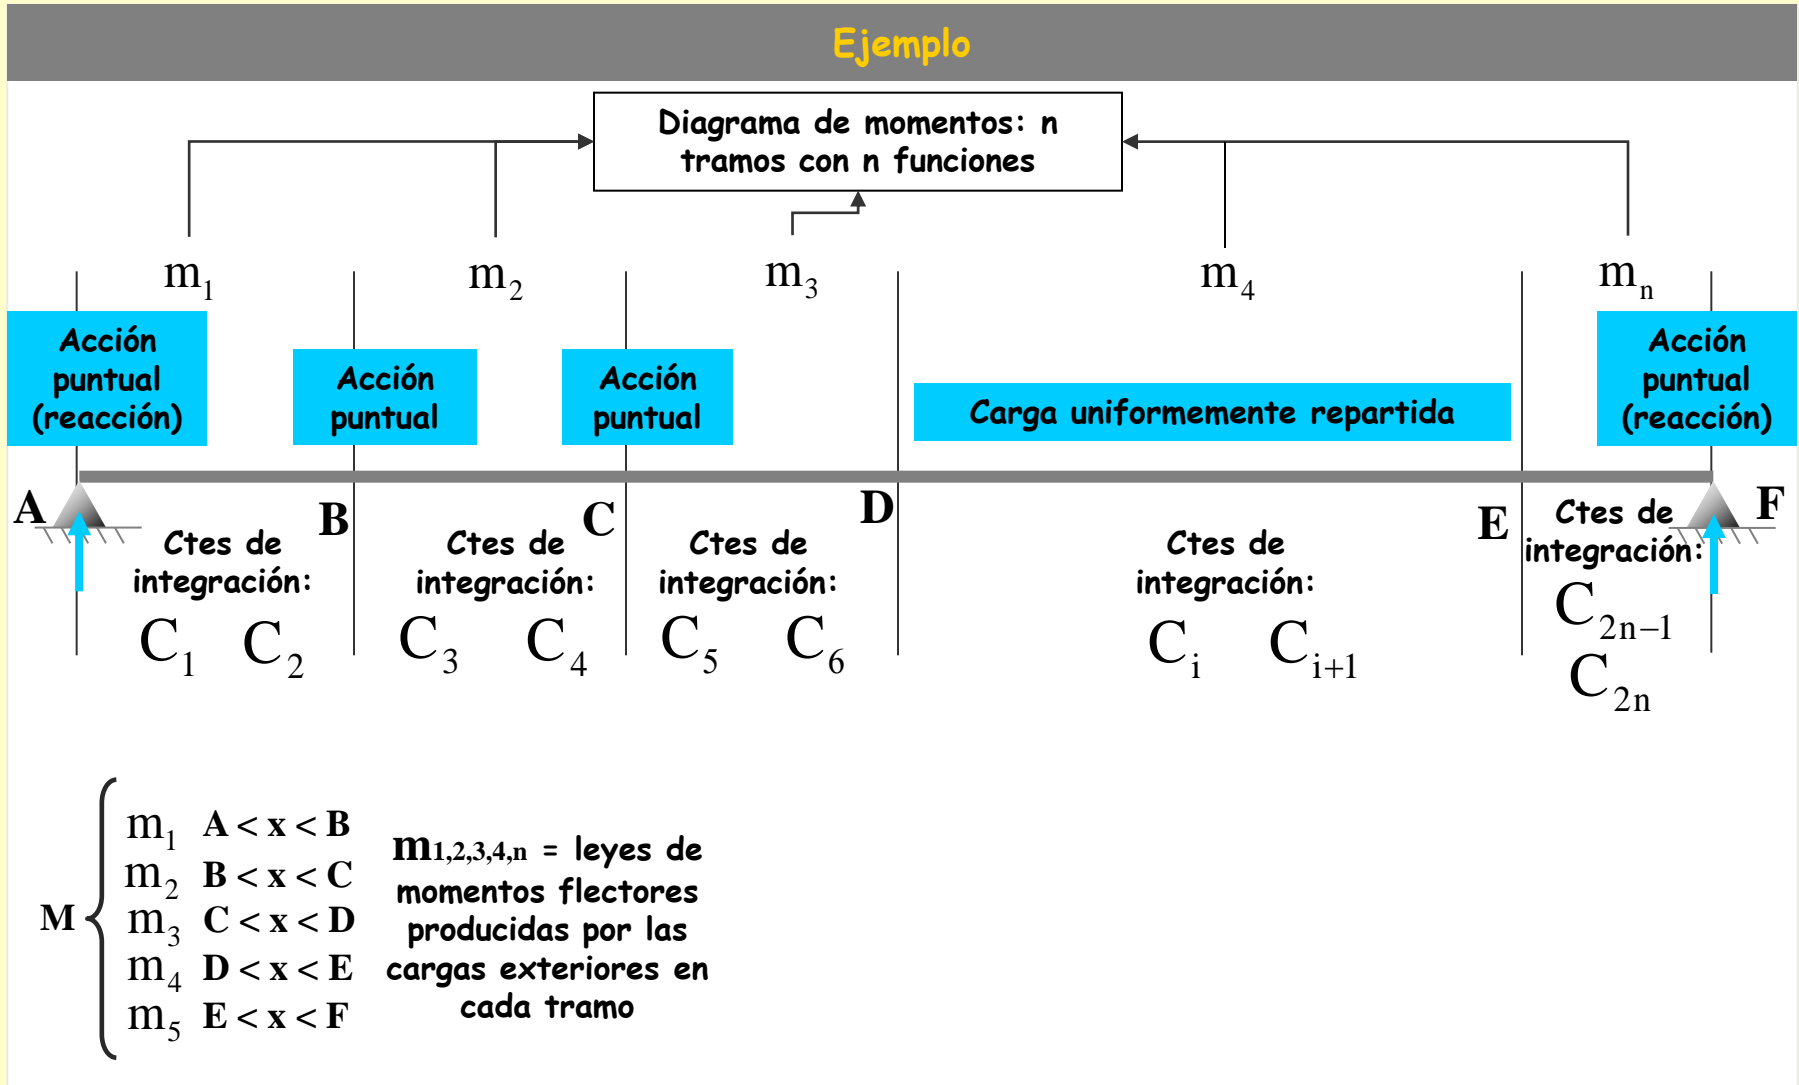 Ejemplo
Diagrama de momentos: n
tramos con n funciones
m1 m2 m3 m4 mn
Acción
puntual
(reacción)
Acción
puntual
Acción
puntual
Carga uniformemente repartida
Acción
puntual
(reacción)
A B C D E F
Ctes de
integración:
C1 C2
Ctes de
integración:
C3 C4
Ctes de
integración:
C5 C6
Ctes de
integración:
Ci Ci+1
Ctes de
integración:
C2n−1
C2n
M
m1 A < x < B
m2 B < x < C
m3 C < x < D
m4 D < x < E
m5 E < x < F
m1,2,3,4,n = leyes de
momentos flectores
producidas por las
cargas exteriores en
cada tramo